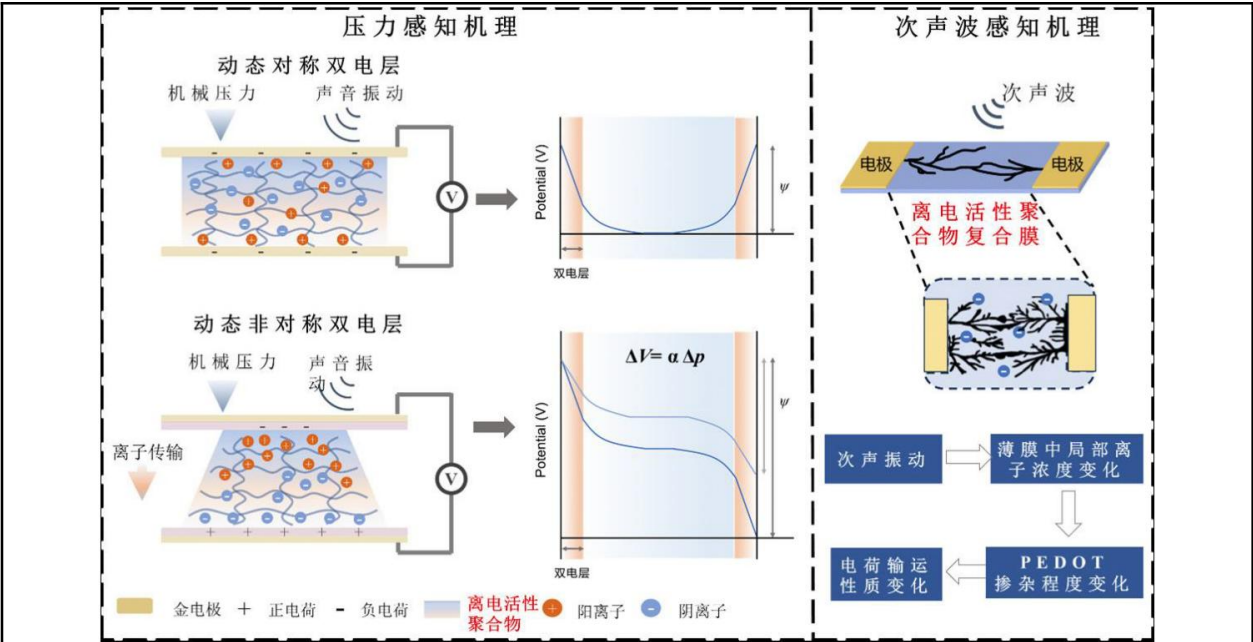 压力感知机理
动态对称双电层
机械压力
声音振动
- - - -
+ + + +
V
- - - -
Potential (V)
ψ
双电层
动态非对称双电层
机械压力
声音振
动
离子传输
- - -
V
+ + + + +
Potential (V)
ΔV= α Δp
ψ
双电层
金电极
+ 正电荷
- 负电荷
离电活性
聚合物
+ 阳离子
- 阴离子
次声波感知机理
次声波
电极
电极
离电活性聚
合物复合膜
次声振动
薄膜中局部离
子浓度变化
PEDOT
掺杂程度变化
电荷输运
性质变化